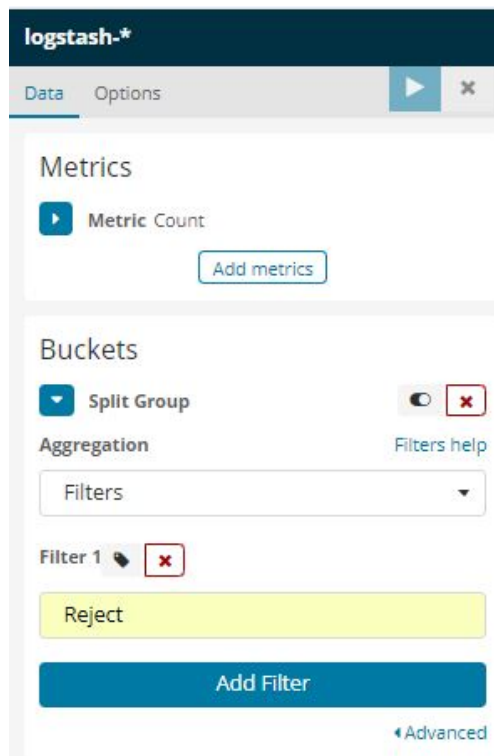 logstash-*
Data Options
Metrics
Metric Count
Add metrics
Buckets
Split Group
Aggregation Filters help
Filters
Filter 1
Reject
Add Filter
Advanced